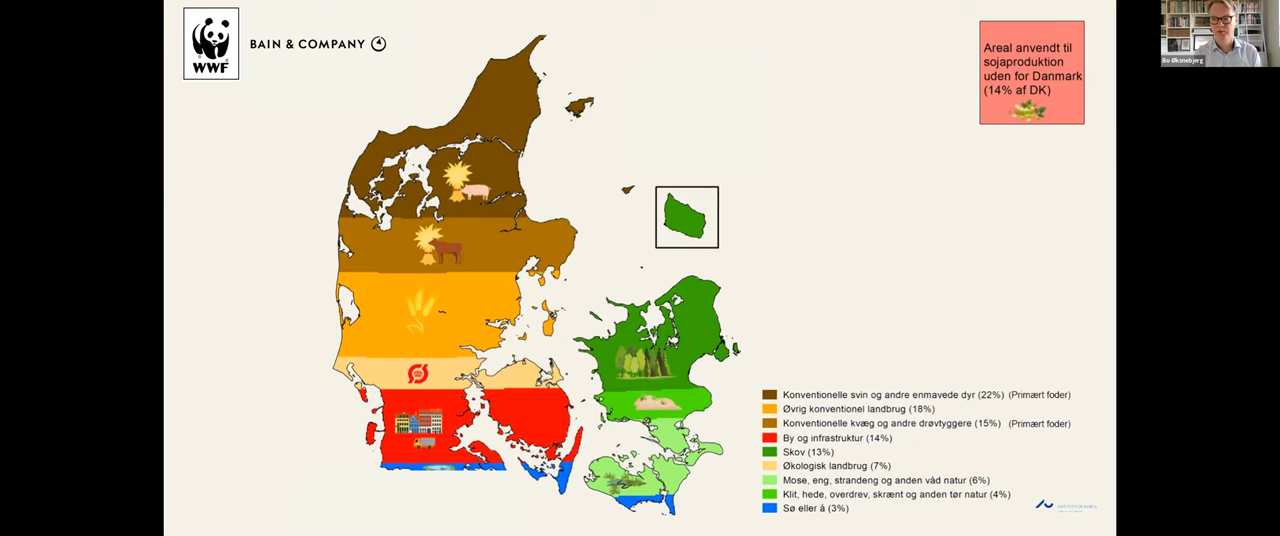 WWF
BAIN & COMPANY
Areal anvendt til
sojaproduktion
uden for Danmark
(14% af DK)
Bo Øksnebjerg
Konventionelle svin og andre enmavede dyr (22%) (Primært foder)
Øvrig konventionel landbrug (18%)
Konventionelle kvæg og andre drøvtyggere (15%) (Primært foder)
By og infrastruktur (14%)
Skov (13%)
Økologisk landbrug (7%)
Mose, eng, strandeng og anden våd natur (6%)
Klit, hede, overdrev, skrænt og anden tør natur (4%)
Sø eller å (3%)